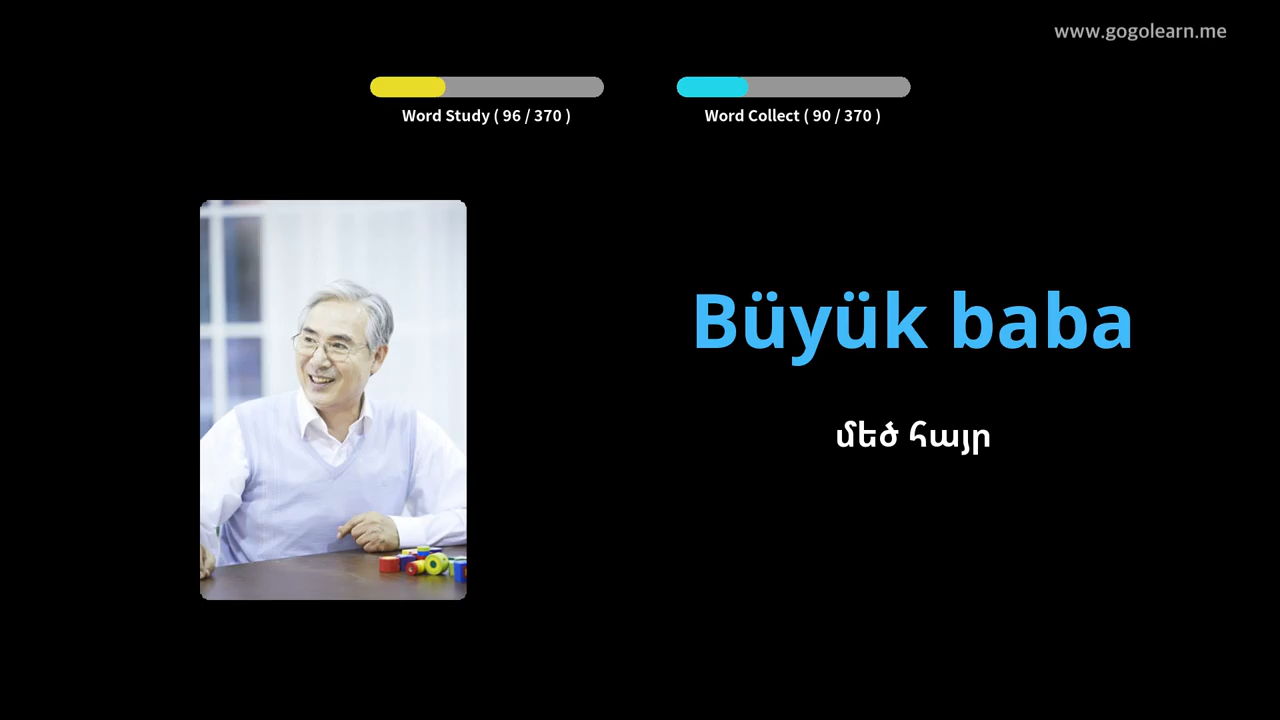 www.gogolearn.me
Word Study ( 96 / 370 )
Word Collect ( 90 / 370 )
Büyük baba
մեծ հայր